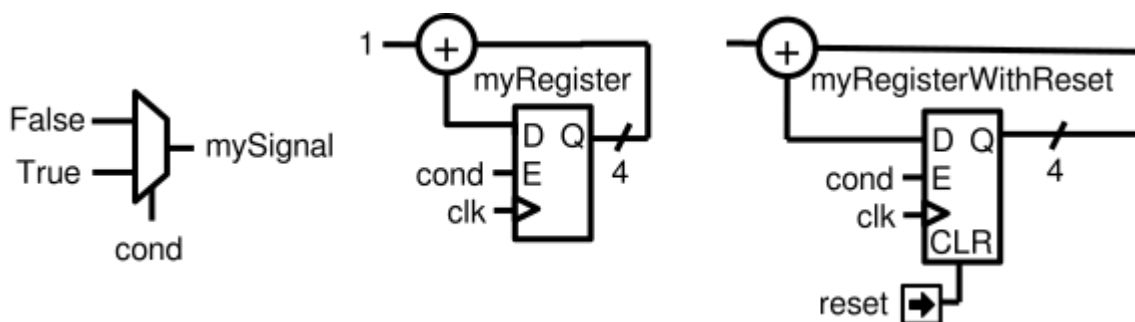 False
True
mySignal
cond
1
+
myRegister
D Q
E
cond
clk
4
+
myRegisterWithReset
D Q
E
cond
clk
CLR
4
reset